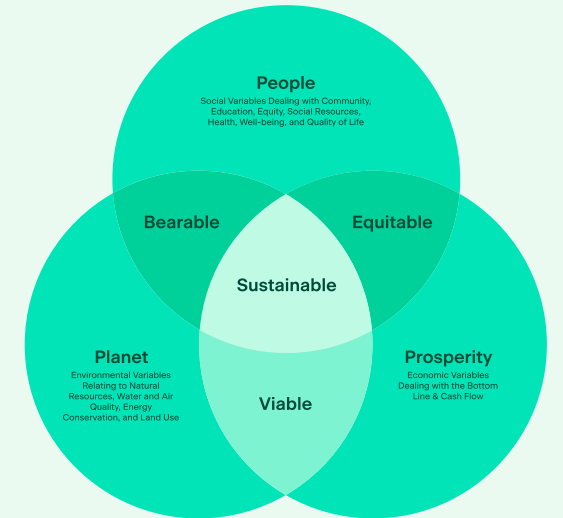 People
Social Variables Dealing with Community,
Education, Equity, Social Resources,
Health, Well-being, and Quality of Life
Bearable
Equitable
Sustainable
Planet
Environmental Variables
Relating to Natural
Resources, Water and Air
Quality, Energy
Conservation, and Land Use
Prosperity
Economic Variables
Dealing with the Bottom
Line & Cash Flow
Viable